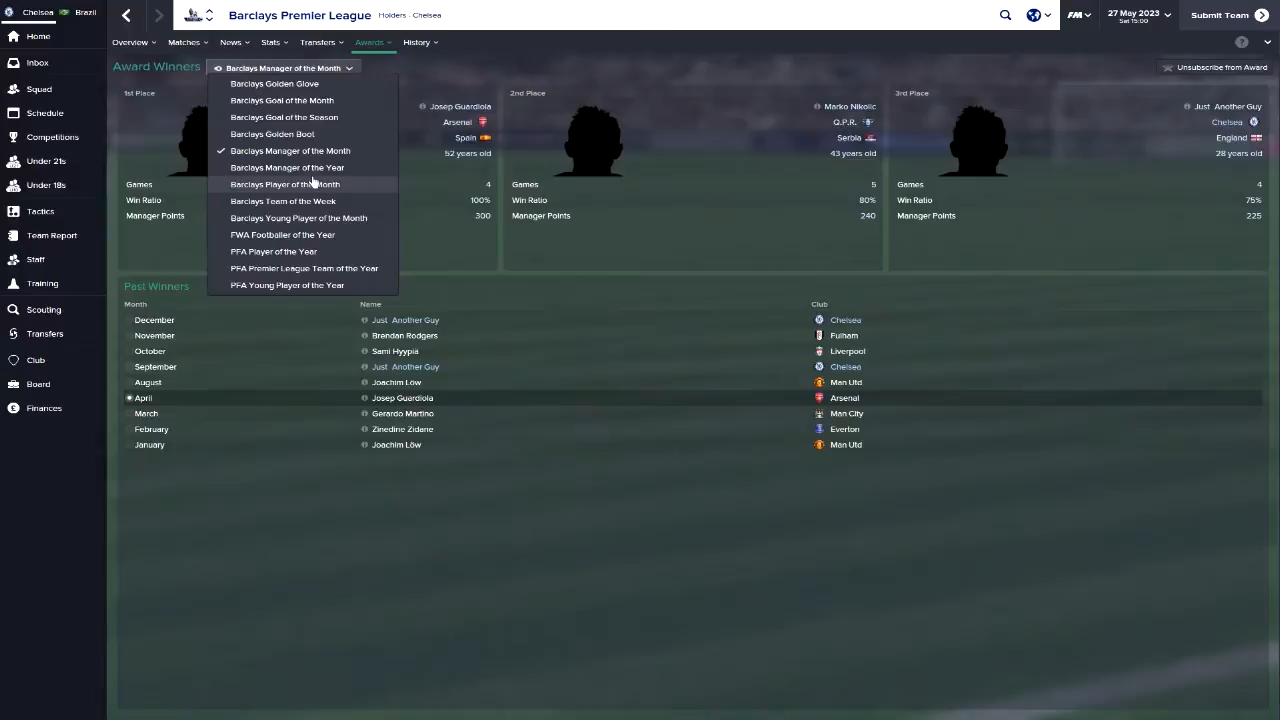 Chelsea Brazil
Barclays Premier League Holders - Chelsea
FM 27 May 2023
Sat 15:00
Submit Team
Home
Inbox
Squad
Schedule
Competitions
Under 21s
Under 18s
Tactics
Team Report
Staff
Training
Scouting
Transfers
Club
Board
Finances
Overview Matches News Stats Transfers Awards History
Award Winners Barclays Manager of the Month Unsubscribe from Award
Barclays Golden Glove
Barclays Goal of the Month
Barclays Goal of the Season
Barclays Golden Boot
Barclays Manager of the Month
Barclays Manager of the Year
Barclays Player of the Month
Barclays Team of the Week
Barclays Young Player of the Month
FWA Footballer of the Year
PFA Player of the Year
PFA Premier League Team of the Year
PFA Young Player of the Year
1st Place
Josep Guardiola
Arsenal
Spain
52 years old
Games 4
Win Ratio 100%
Manager Points 300
2nd Place
Marko Nikolic
Q.P.R.
Serbia
43 years old
Games 5
Win Ratio 80%
Manager Points 240
3rd Place
Just Another Guy
Chelsea
England
28 years old
Games 4
Win Ratio 75%
Manager Points 225
Past Winners
Month Name Club
December Just Another Guy Chelsea
November Brendan Rodgers Fulham
October Sami Hyypiä Liverpool
September Just Another Guy Chelsea
August Joachim Löw Man Utd
April Josep Guardiola Arsenal
March Gerardo Martino Man City
February Zinedine Zidane Everton
January Joachim Löw Man Utd